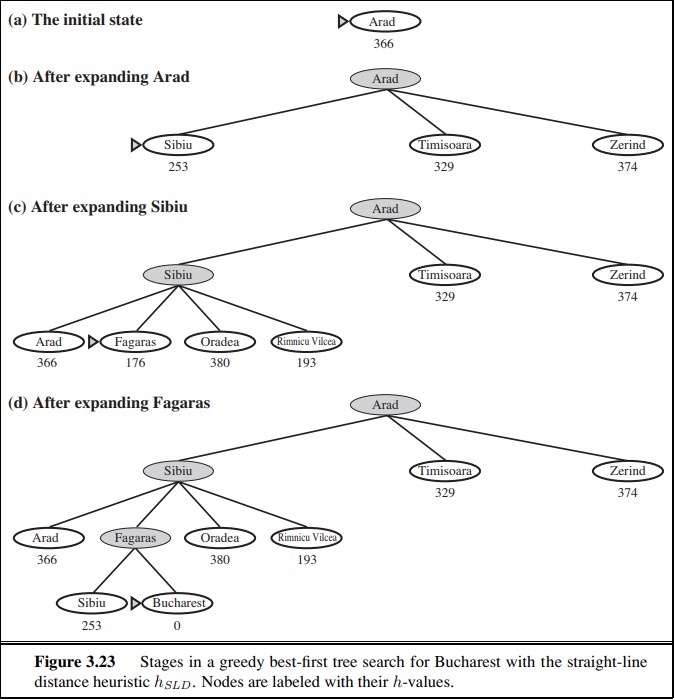 (a) The initial state
Arad
366
(b) After expanding Arad
Arad
Sibiu Timisoara Zerind
253 329 374
(c) After expanding Sibiu
Arad
Sibiu Timisoara Zerind
329 374
Arad Fagaras Oradea Rimnicu Vilcea
366 176 380 193
(d) After expanding Fagaras
Arad
Sibiu Timisoara Zerind
329 374
Arad Fagaras Oradea Rimnicu Vilcea
366 380 193
Sibiu Bucharest
253 0
Figure 3.23 Stages in a greedy best-first tree search for Bucharest with the straight-line
distance heuristic hSLD. Nodes are labeled with their h-values.